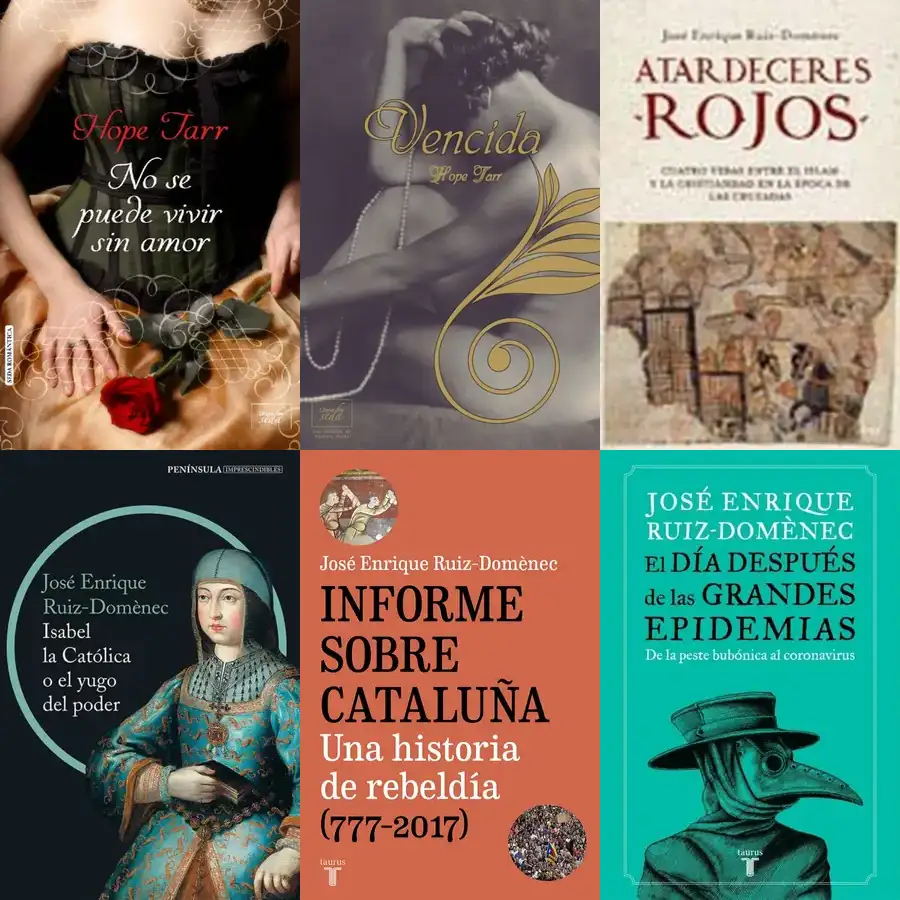 Hope Tarr
No se
puede vivir
sin amor
SEDA ROMÁNTICA
Vencida
Hope Tarr
José Enrique Ruiz-Domènec
ATARDECERES
·ROJOS·
CUATRO VIDAS ENTRE EL ISLAM
Y LA CRISTIANDAD EN LA ÉPOCA DE
LAS CRUZADAS
PENÍNSULA IMPRESCINDIBLES
José Enrique
Ruiz-Domènec
Isabel
la Católica
o el yugo
del poder
José Enrique Ruiz-Domènec
INFORME
SOBRE
CATALUÑA
Una historia
de rebeldía
(777-2017)
taurus
JOSÉ ENRIQUE
RUIZ-DOMÈNEC
El DÍA DESPUÉS
de las GRANDES
EPIDEMIAS
De la peste bubónica al coronavirus
taurus